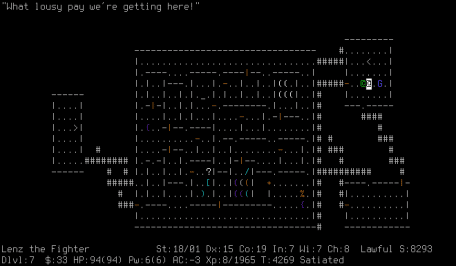 "What lousy pay we're getting here!"
Lenz the Fighter St:18/01 Dx:15 Co:19 In:7 Wi:7 Ch:8 Lawful S:8293
Dlvl:7 $:33 HP:94(94) Pw:6(6) AC:-3 Xp:8/1965 T:4269 Satiated